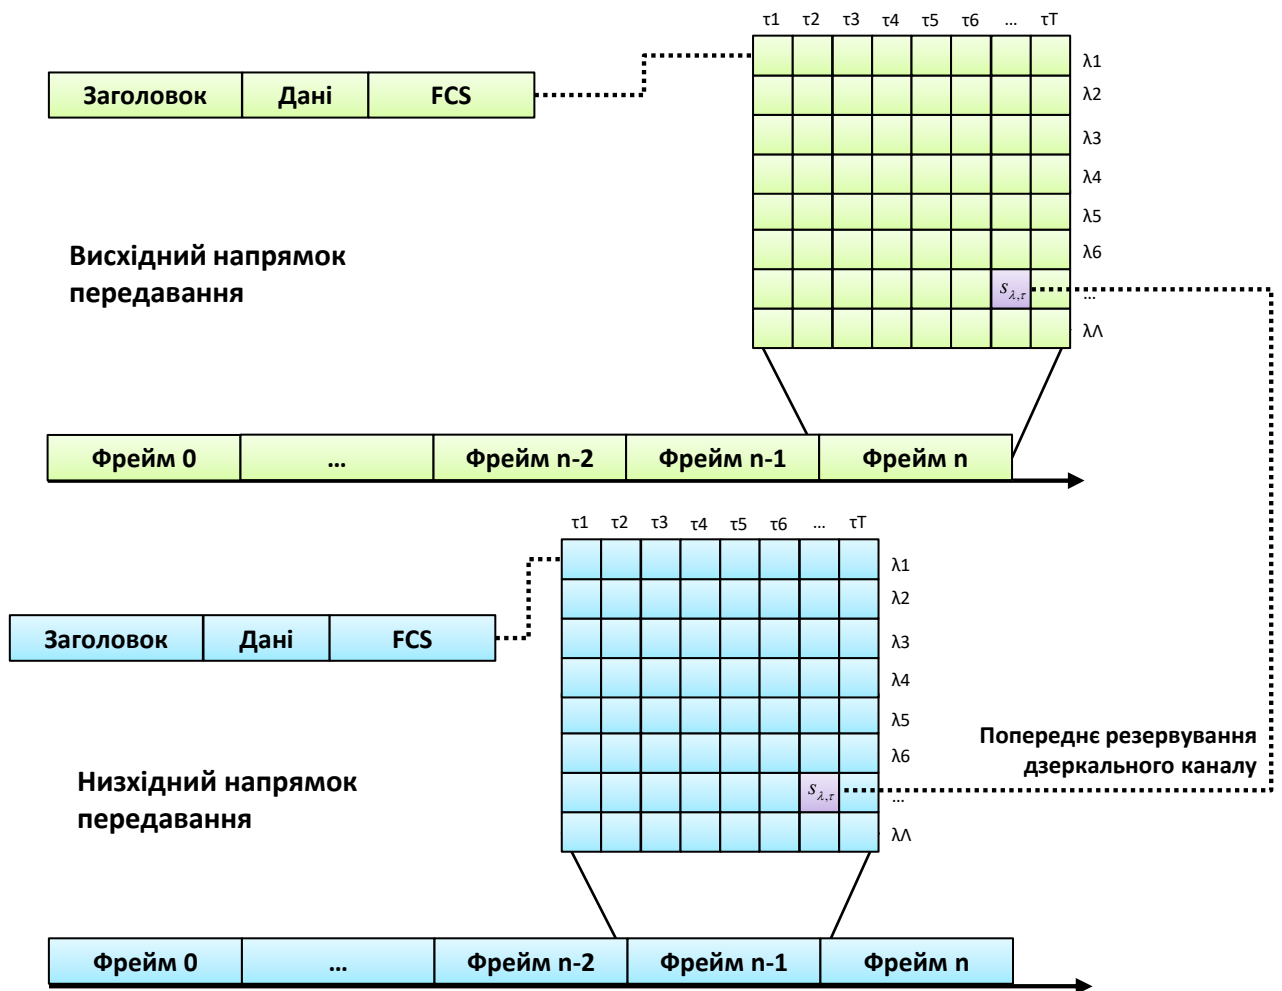 τ1 τ2 τ3 τ4 τ5 τ6 ... τT
λ1
λ2
λ3
λ4
λ5
λ6
...
λΛ
Заголовок Дані FCS
Висхідний напрямок
передавання
s λ,τ
Фрейм 0 ... Фрейм n-2 Фрейм n-1 Фрейм n
τ1 τ2 τ3 τ4 τ5 τ6 ... τT
λ1
λ2
λ3
λ4
λ5
λ6
...
λΛ
Заголовок Дані FCS
Попереднє резервування
дзеркального каналу
Низхідний напрямок
передавання
s λ,τ
Фрейм 0 ... Фрейм n-2 Фрейм n-1 Фрейм n